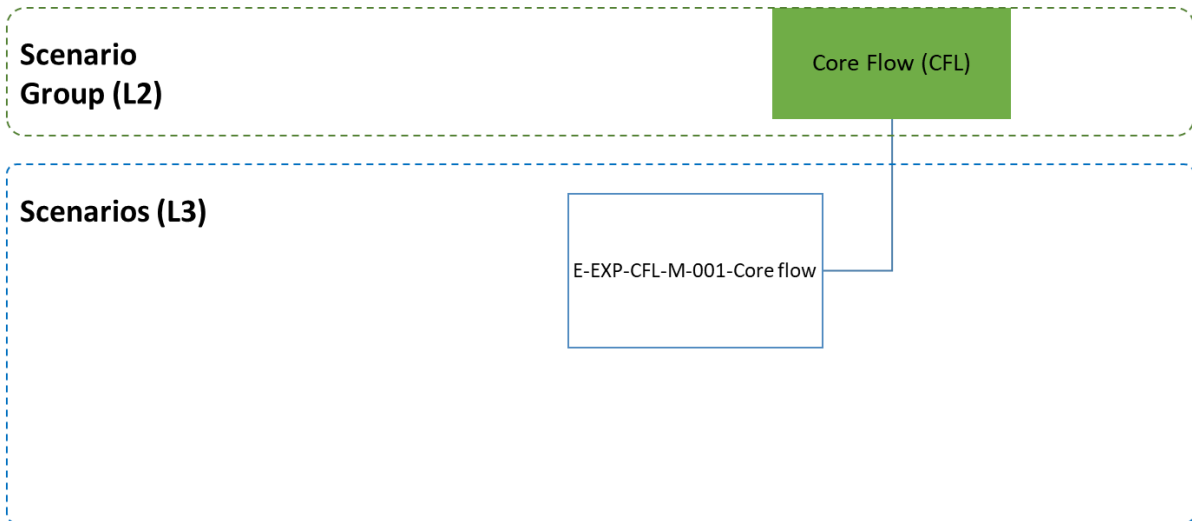 Scenario
Group (L2)
Core Flow (CFL)
Scenarios (L3)
E-EXP-CFL-M-001-Core flow